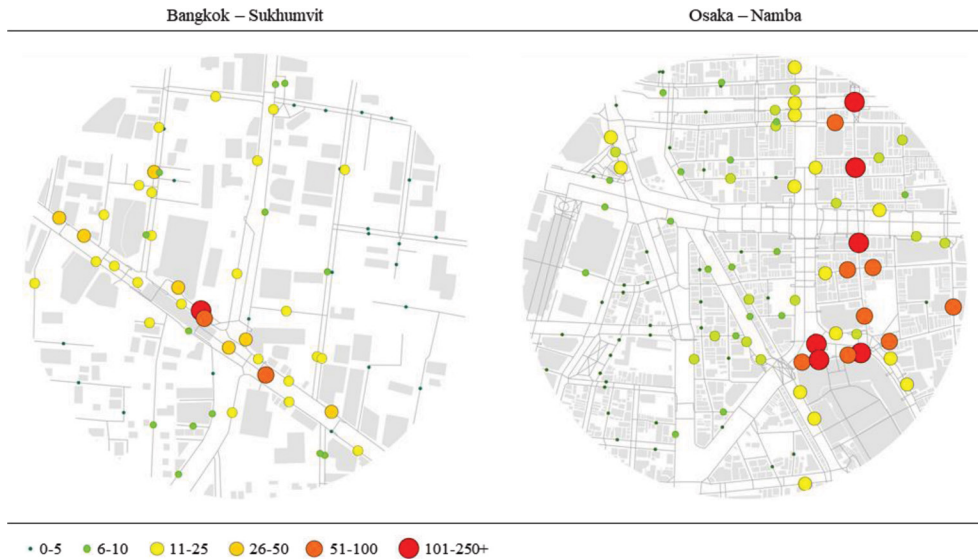 Bangkok – Sukhumvit
Osaka – Namba
0-5 6-10 11-25 26-50 51-100 101-250+